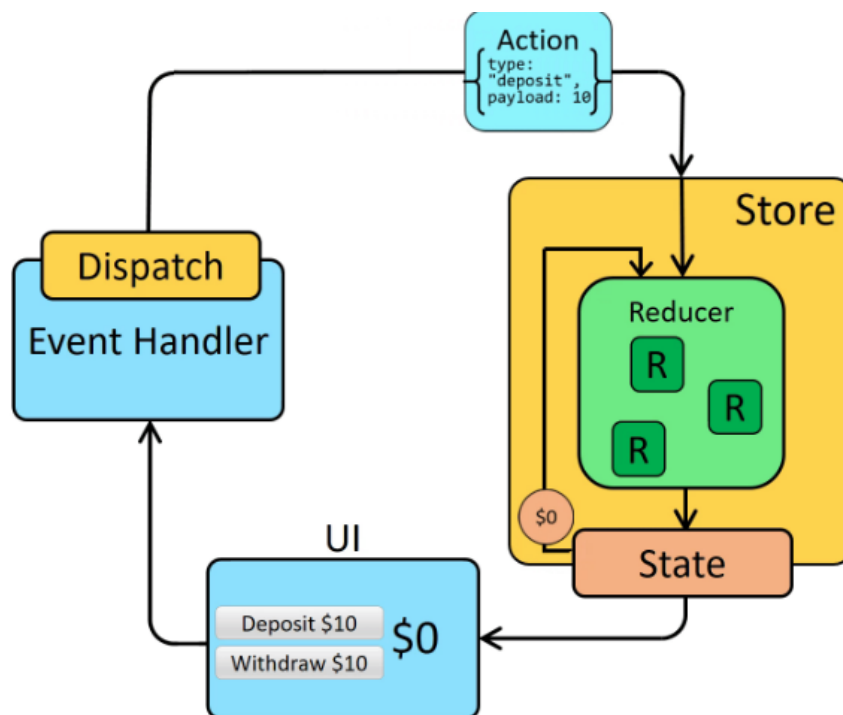 Action
{type:
"deposit",
payload: 10}
Store
Dispatch
Event Handler
Reducer
R
R
R
$0
State
UI
Deposit $10
Withdraw $10
$0